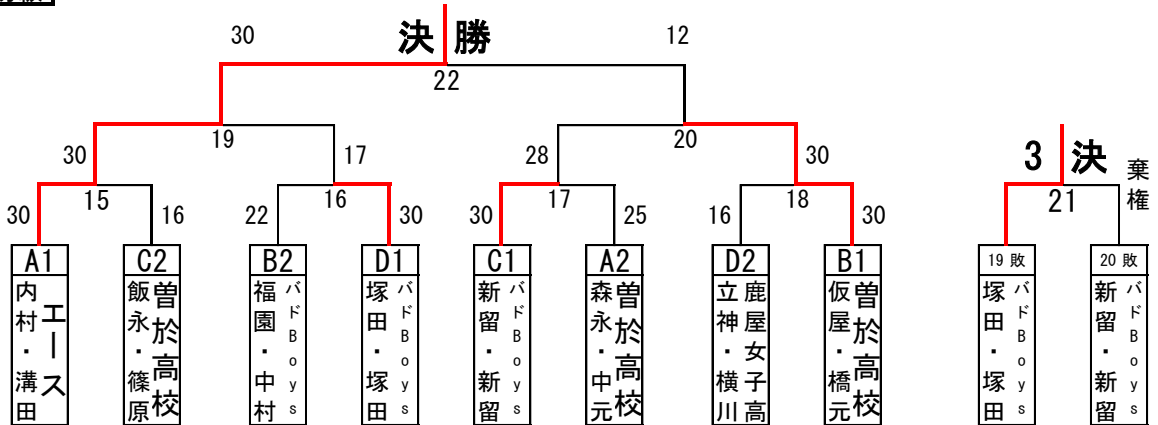 30 決 勝 12
22
19 20
30 17 28 30 3 決 棄権
15 16 17 18 21
30 16 22 30 30 25 16 30
A1 C2 B2 D1 C1 A2 D2 B1 19 敗 20 敗
内村・溝田 エース
飯永・篠原 曽於高校
福園・中村 バドBoys
塚田・塚田 バドBoys
新留・新留 バドBoys
森永・中元 曽於高校
立神・横川 鹿屋女子高
仮屋・橋元 曽於高校
塚田・塚田 バドBoys
新留・新留 バドBoys